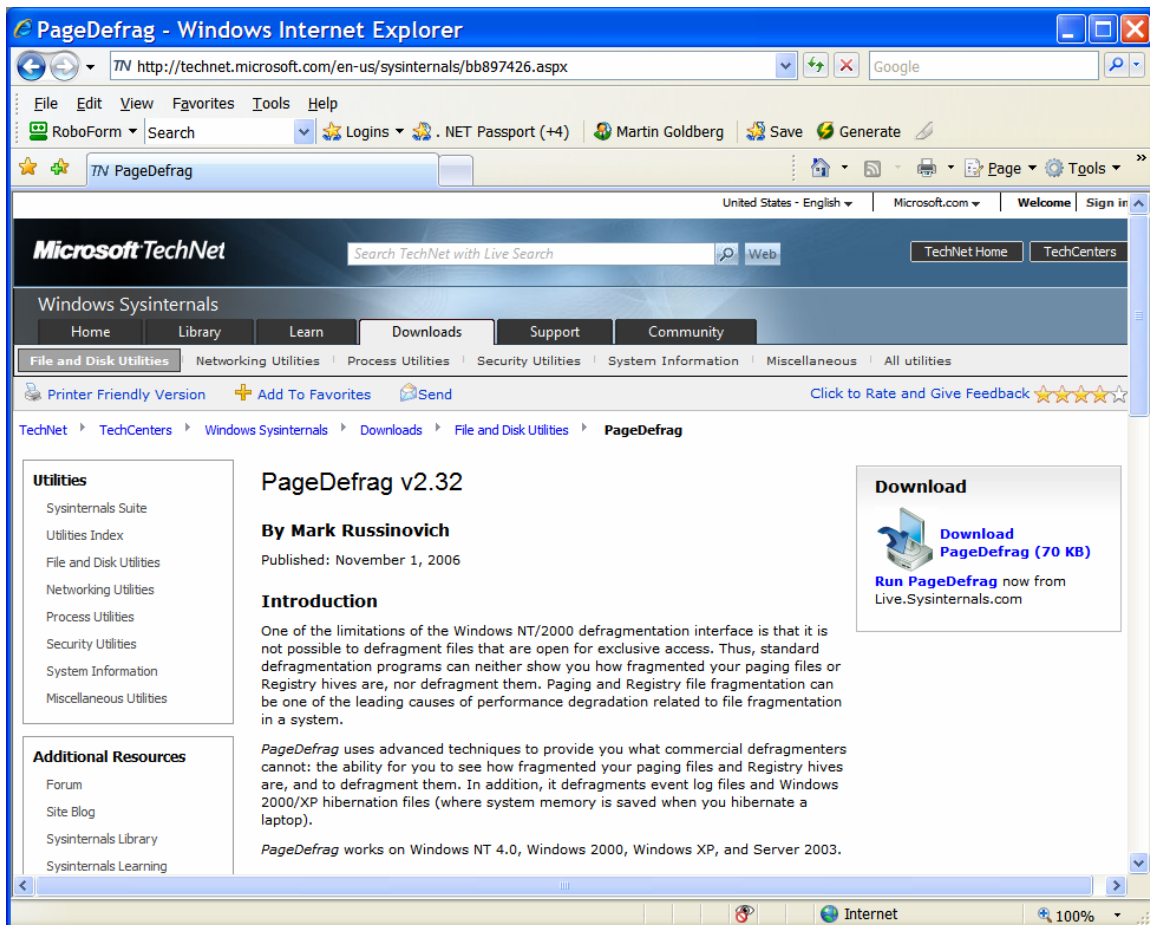 PageDefrag - Windows Internet Explorer
TN http://technet.microsoft.com/en-us/sysinternals/bb897426.aspx Google
File Edit View Favorites Tools Help
RoboForm Search Logins . NET Passport (+4) Martin Goldberg Save Generate
TN PageDefrag Page Tools »
United States - English Microsoft.com Welcome Sign in
Microsoft TechNet Search TechNet with Live Search Web TechNet Home TechCenters
Windows Sysinternals
Home Library Learn Downloads Support Community
File and Disk Utilities Networking Utilities Process Utilities Security Utilities System Information Miscellaneous All utilities
Printer Friendly Version Add To Favorites Send Click to Rate and Give Feedback
TechNet TechCenters Windows Sysinternals Downloads File and Disk Utilities PageDefrag
Utilities
Sysinternals Suite
Utilities Index
File and Disk Utilities
Networking Utilities
Process Utilities
Security Utilities
System Information
Miscellaneous Utilities
Additional Resources
Forum
Site Blog
Sysinternals Library
Sysinternals Learning
PageDefrag v2.32
By Mark Russinovich
Published: November 1, 2006
Introduction
One of the limitations of the Windows NT/2000 defragmentation interface is that it is
not possible to defragment files that are open for exclusive access. Thus, standard
defragmentation programs can neither show you how fragmented your paging files or
Registry hives are, nor defragment them. Paging and Registry file fragmentation can
be one of the leading causes of performance degradation related to file fragmentation
in a system.
PageDefrag uses advanced techniques to provide you what commercial defragmenters
cannot: the ability for you to see how fragmented your paging files and Registry hives
are, and to defragment them. In addition, it defragments event log files and Windows
2000/XP hibernation files (where system memory is saved when you hibernate a
laptop).
PageDefrag works on Windows NT 4.0, Windows 2000, Windows XP, and Server 2003.
Download
Download
PageDefrag (70 KB)
Run PageDefrag now from
Live.Sysinternals.com
Internet 100%